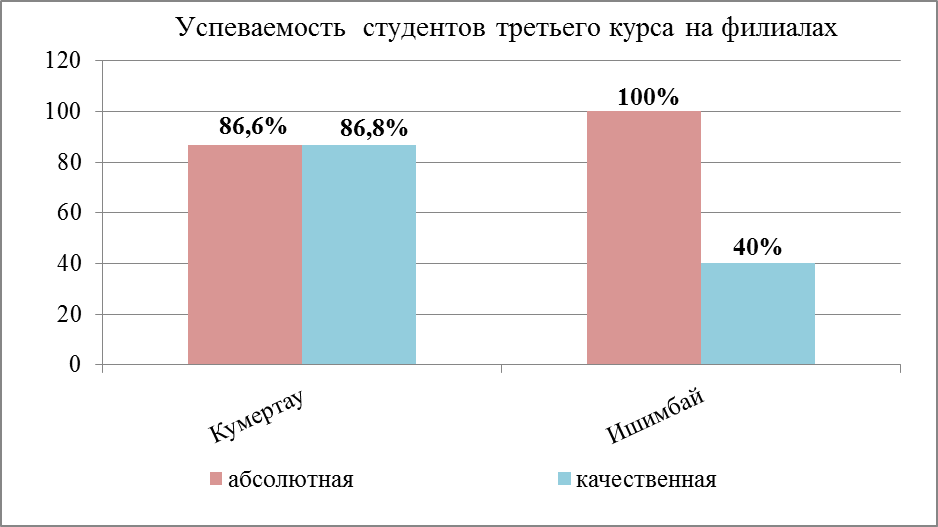 Успеваемость студентов третьего курса на филиалах
120
100
80
60
40
20
0
86,6%
86,8%
100%
40%
Кумертау
Ишимбай
абсолютная
качественная